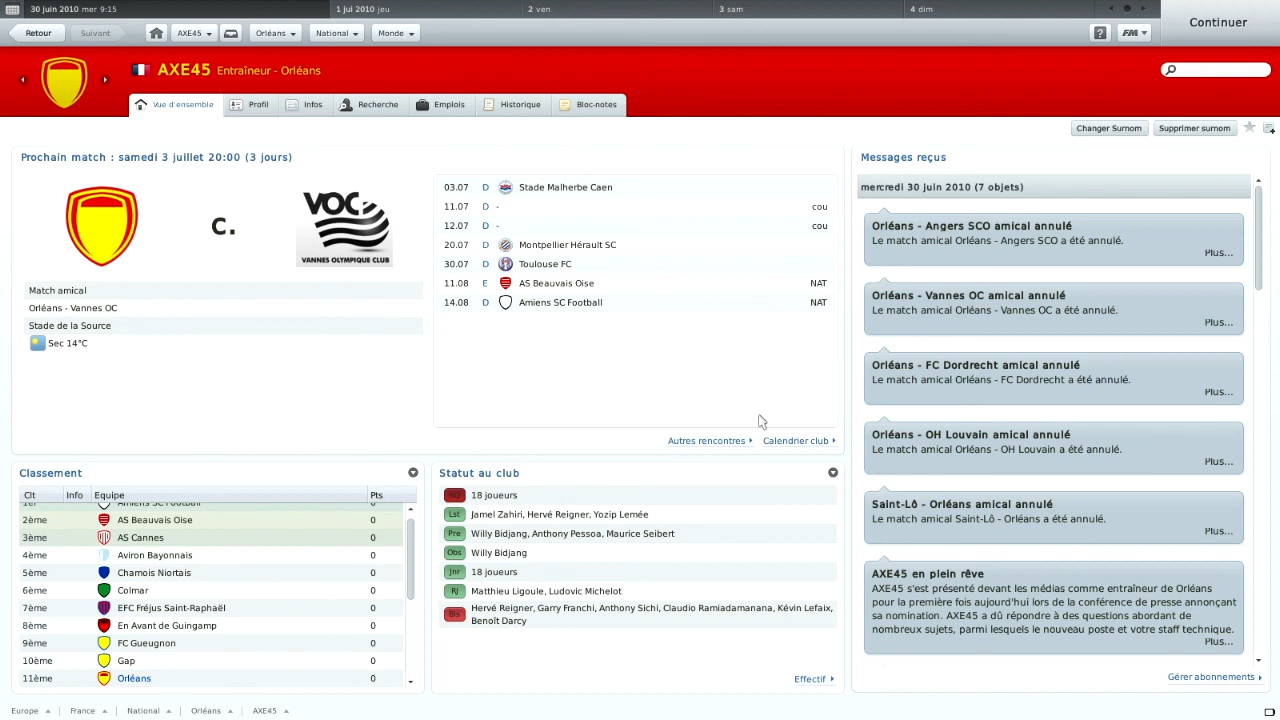 30 juin 2010 mer 9:15
1 jui 2010 jeu
2 ven
3 sam
4 dim
Continuer
Retour
Suivant
AXE45
Orléans
National
Monde
?
FM
AXE45 Entraîneur - Orléans
Vue d'ensemble
Profil
Infos
Recherche
Emplois
Historique
Bloc-notes
Changer Surnom
Supprimer surnom
Prochain match : samedi 3 juillet 20:00 (3 jours)
c.
VOC
VANNES OLYMPIQUE CLUB
Match amical
Orléans - Vannes OC
Stade de la Source
Sec 14°C
03.07 D Stade Malherbe Caen
11.07 D - cou
12.07 D - cou
20.07 D Montpellier Hérault SC
30.07 D Toulouse FC
11.08 E AS Beauvais Oise NAT
14.08 D Amiens SC Football NAT
Autres rencontres
Calendrier club
Messages reçus
mercredi 30 juin 2010 (7 objets)
Orléans - Angers SCO amical annulé
Le match amical Orléans - Angers SCO a été annulé.
Plus...
Orléans - Vannes OC amical annulé
Le match amical Orléans - Vannes OC a été annulé.
Plus...
Orléans - FC Dordrecht amical annulé
Le match amical Orléans - FC Dordrecht a été annulé.
Plus...
Orléans - OH Louvain amical annulé
Le match amical Orléans - OH Louvain a été annulé.
Plus...
Saint-Lô - Orléans amical annulé
Le match amical Saint-Lô - Orléans a été annulé.
Plus...
AXE45 en plein rêve
AXE45 s'est présenté devant les médias comme entraîneur de Orléans
pour la première fois aujourd'hui lors de la conférence de presse annonçant
sa nomination. AXE45 a dû répondre à des questions abordant de
nombreux sujets, parmi lesquels le nouveau poste et votre staff technique.
Plus...
Gérer abonnements
Classement
Clt Info Equipe Pts
1er Amiens SC Football 0
2ème AS Beauvais Oise 0
3ème AS Cannes 0
4ème Aviron Bayonnais 0
5ème Chamois Niortais 0
6ème Colmar 0
7ème EFC Fréjus Saint-Raphaël 0
8ème En Avant de Guingamp 0
9ème FC Gueugnon 0
10ème Gap 0
11ème Orléans 0
Statut au club
18 joueurs
Lst Jamel Zahiri, Hervé Reigner, Yozip Lemée
Pre Willy Bidjang, Anthony Pessoa, Maurice Seibert
Obs Willy Bidjang
Jnr 18 joueurs
RJ Matthieu Ligoule, Ludovic Michelot
Bls Hervé Reigner, Garry Franchi, Anthony Sichi, Claudio Ramiadamanana, Kévin Lefaix,
Benoît Darcy
Effectif
Europe
France
National
Orléans
AXE45